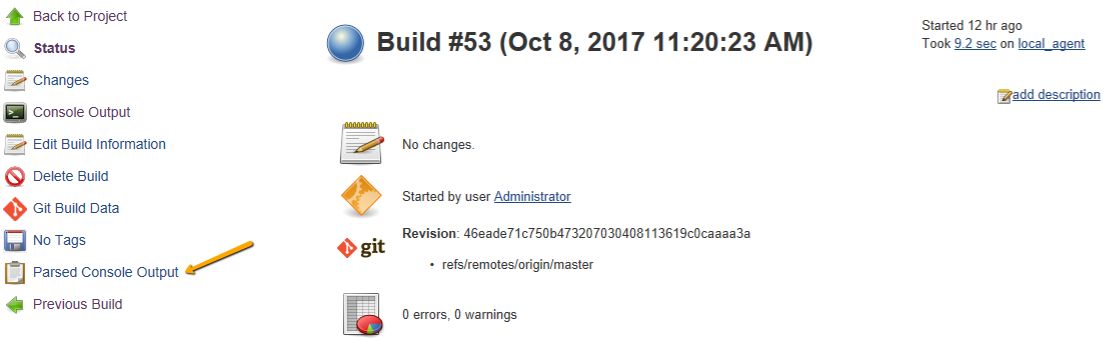 Back to Project
Status
Changes
Console Output
Edit Build Information
Delete Build
Git Build Data
No Tags
Parsed Console Output
Previous Build
Build #53 (Oct 8, 2017 11:20:23 AM)
Started 12 hr ago
Took 9.2 sec on local_agent
add description
No changes.
Started by user Administrator
git
Revision: 46eade71c750b473207030408113619c0caaaa3a
• refs/remotes/origin/master
0 errors, 0 warnings